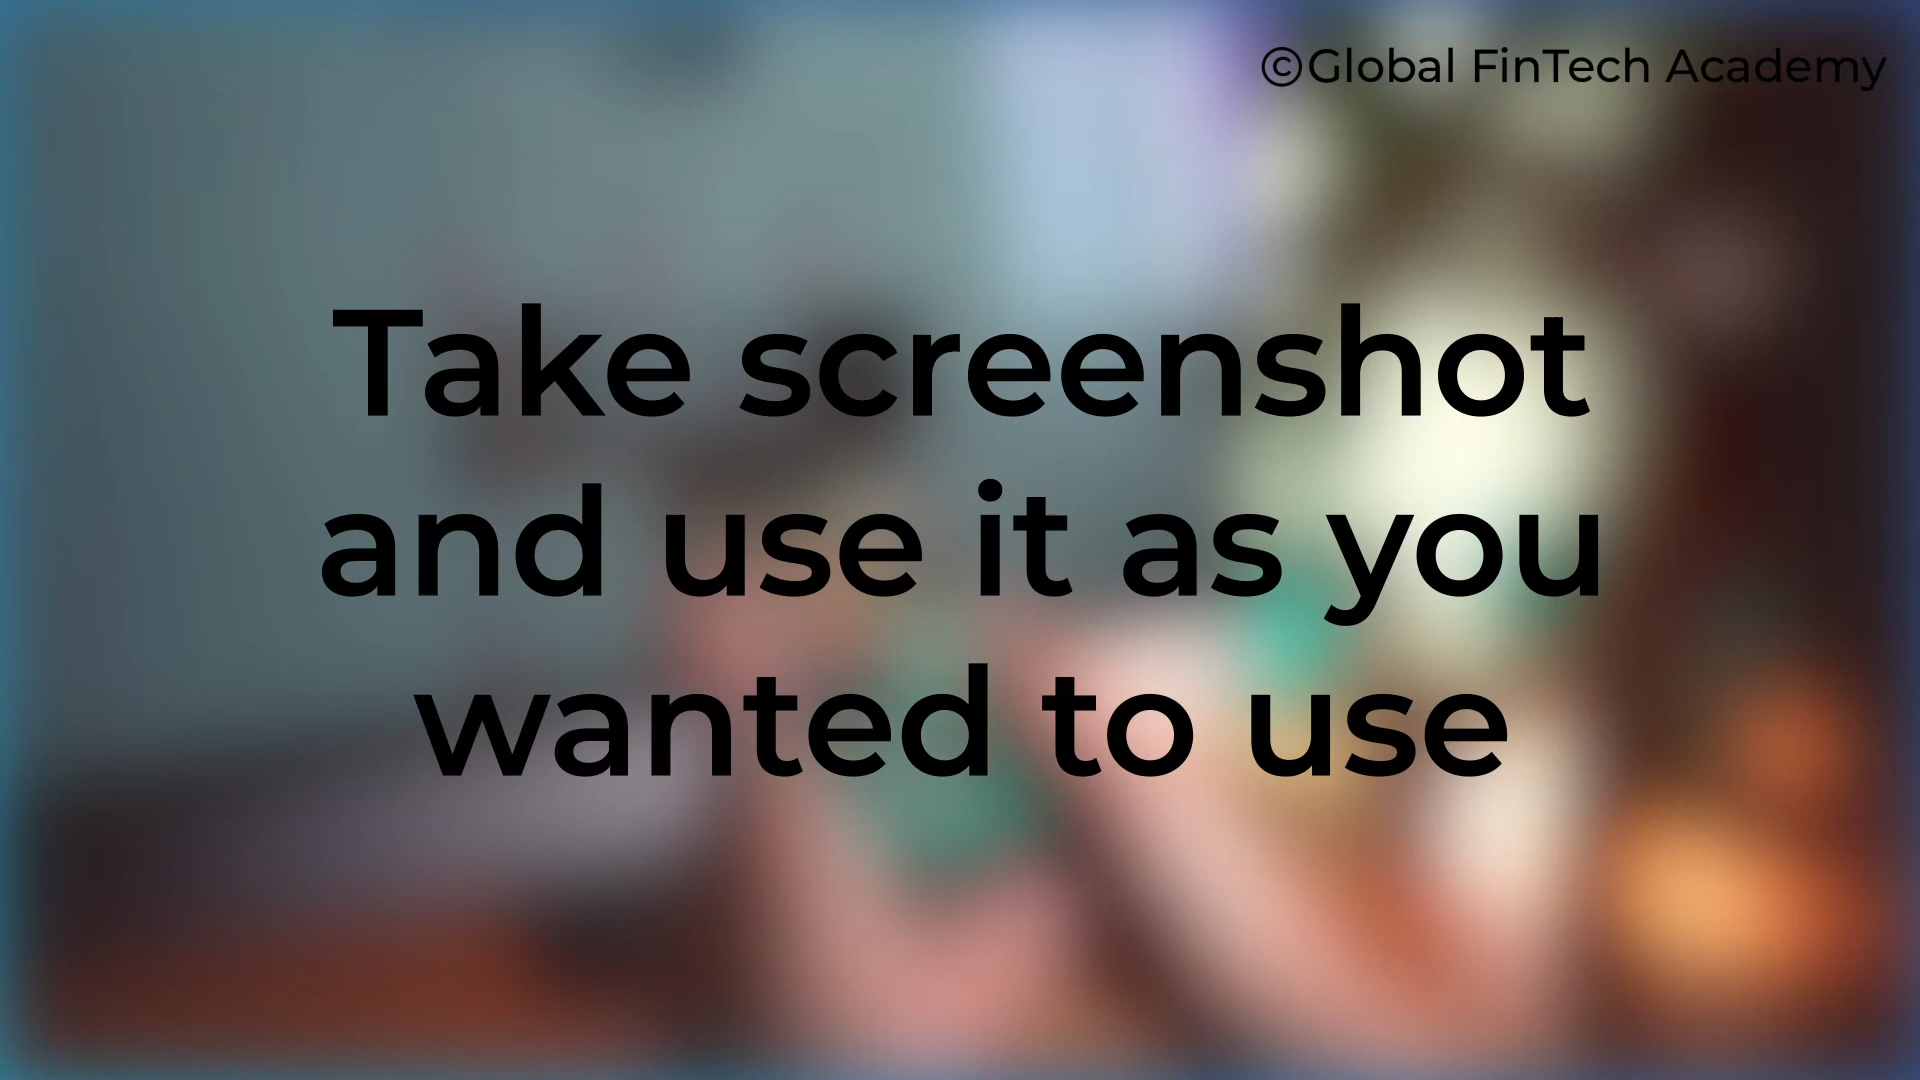 ©Global FinTech Academy
Take screenshot
and use it as you
wanted to use